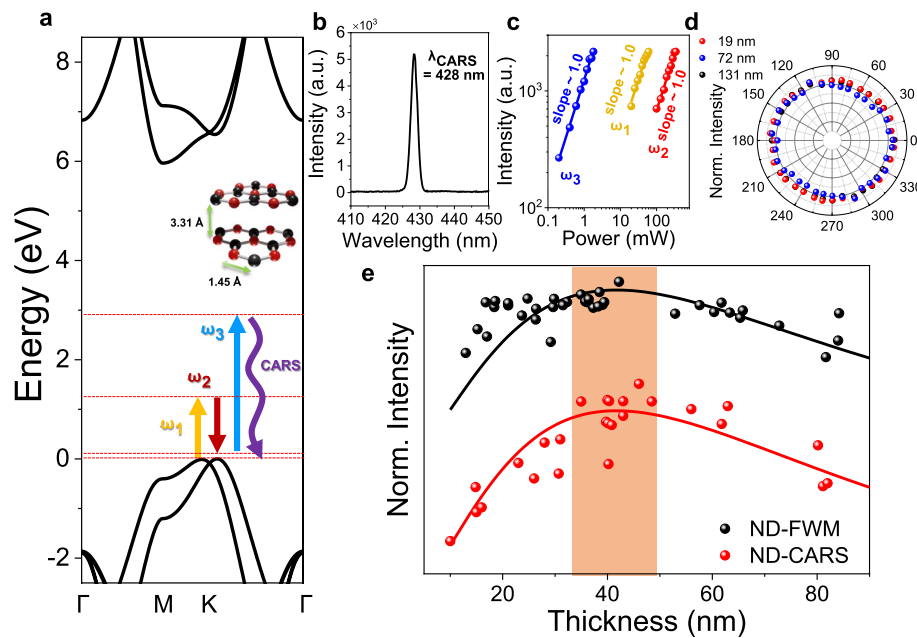 a
Energy (eV)
8
6
4
2
0
-2
Γ
M
K
Γ
3.31 Å
1.45 Å
ω1
ω2
ω3
CARS
b
×10³
Intensity (a.u.)
6
5
4
3
2
1
0
λCARS
= 428 nm
410
420
430
440
450
Wavelength (nm)
c
Intensity (a.u.)
10³
10²
slope ~ 1.0
slope ~ 1.0
slope ~ 1.0
ω3
ω1
ω2
0.1
1
10
100
Power (mW)
d
19 nm
72 nm
131 nm
Norm. Intensity
90
60
30
0
330
300
270
240
210
180
150
120
e
Norm. Intensity
ND-FWM
ND-CARS
20
40
60
80
Thickness (nm)